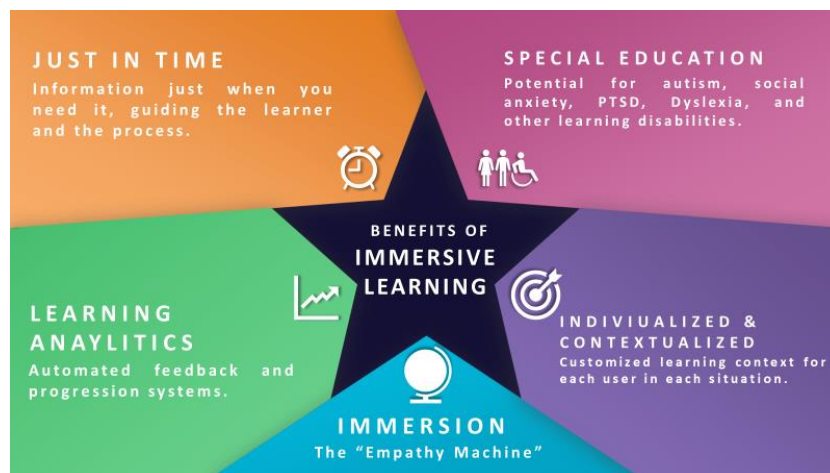 JUST IN TIME
Information just when you
need it, guiding the learner
and the process.
SPECIAL EDUCATION
Potential for autism, social
anxiety, PTSD, Dyslexia, and
other learning disabilities.
BENEFITS OF
IMMERSIVE
LEARNING
LEARNING
ANAYLITICS
Automated feedback and
progression systems.
INDIVIUALIZED &
CONTEXTUALIZED
Customized learning context for
each user in each situation.
IMMERSION
The “Empathy Machine”